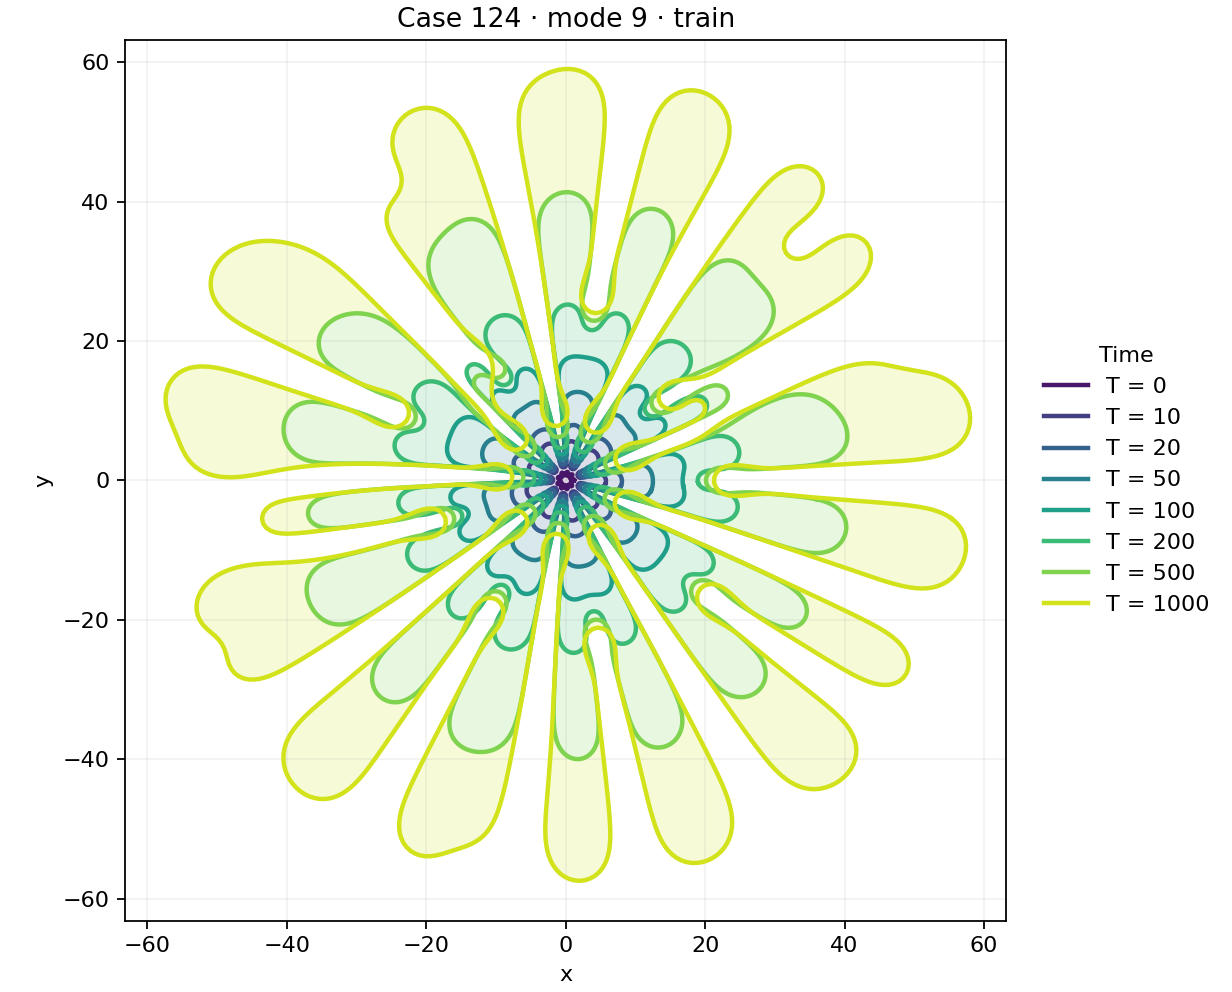 Case 124 · mode 9 · train
60
40
20
0
−20
−40
−60
y
−60
−40
−20
0
20
40
60
x
Time
T = 0
T = 10
T = 20
T = 50
T = 100
T = 200
T = 500
T = 1000